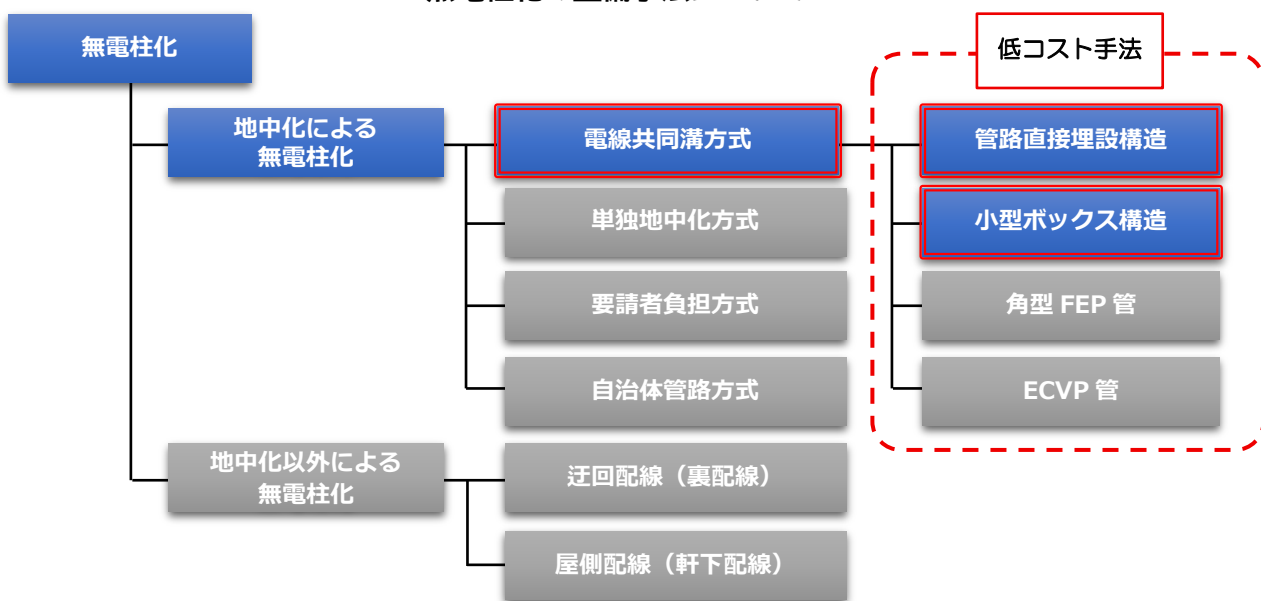 無電柱化
低コスト手法
地中化による
無電柱化
電線共同溝方式
管路直接埋設構造
単独地中化方式
小型ボックス構造
要請者負担方式
角型 FEP 管
自治体管路方式
ECVP 管
地中化以外による
無電柱化
迂回配線（裏配線）
屋側配線（軒下配線）